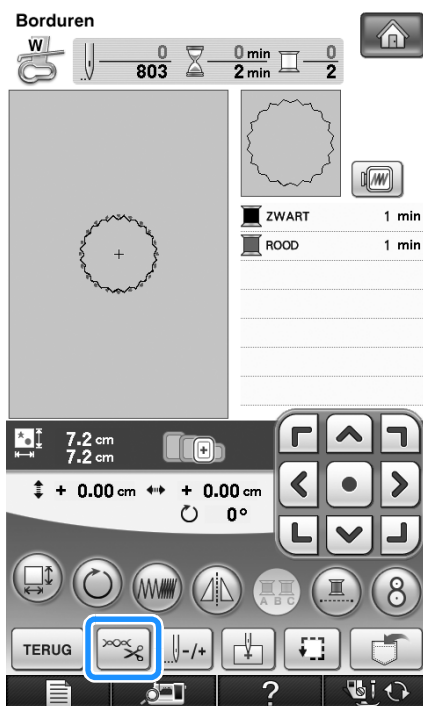 Borduren
W
0 0 min 0
803 2 min 2
ZWART 1 min
ROOD 1 min
7.2 cm
7.2 cm
+ 0.00 cm + 0.00 cm
0°
A B C
TERUG -/+
?